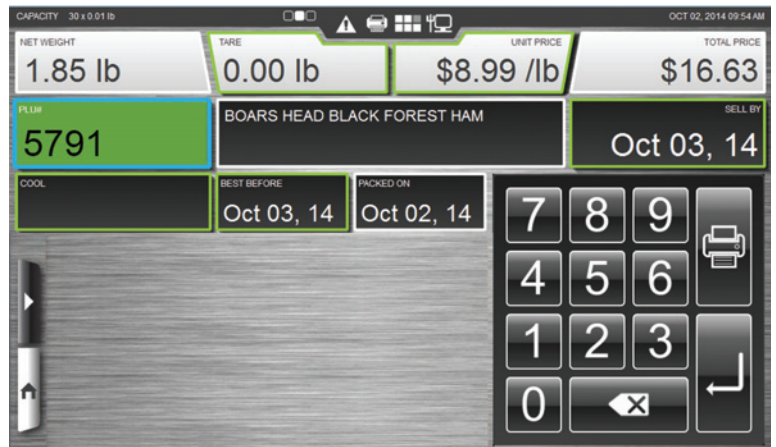 CAPACITY 30 x 0.01 lb
OCT 02, 2014 09:54 AM
NET WEIGHT
1.85 lb
TARE
0.00 lb
UNIT PRICE
$8.99 /lb
TOTAL PRICE
$16.63
PLU#
5791
BOARS HEAD BLACK FOREST HAM
SELL BY
Oct 03, 14
COOL
BEST BEFORE
Oct 03, 14
PACKED ON
Oct 02, 14
7 8 9
4 5 6
1 2 3
0